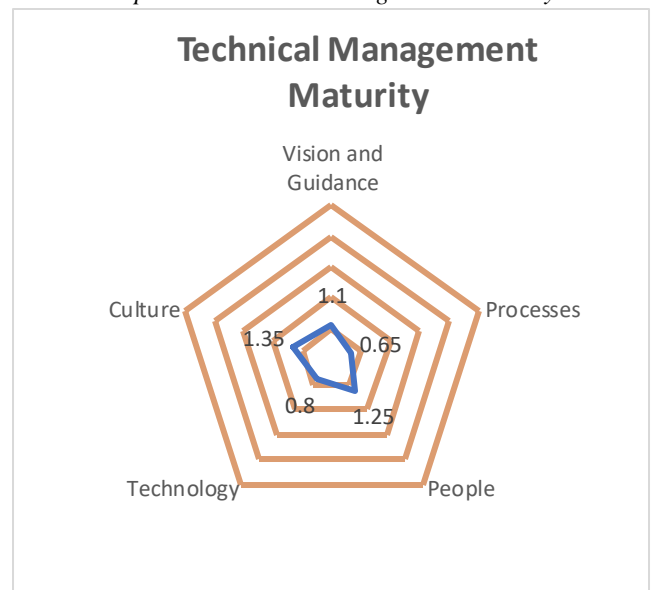 Technical Management
Maturity
Vision and
Guidance
1.1
Culture
Processes
1.35
0.65
0.8
1.25
Technology
People